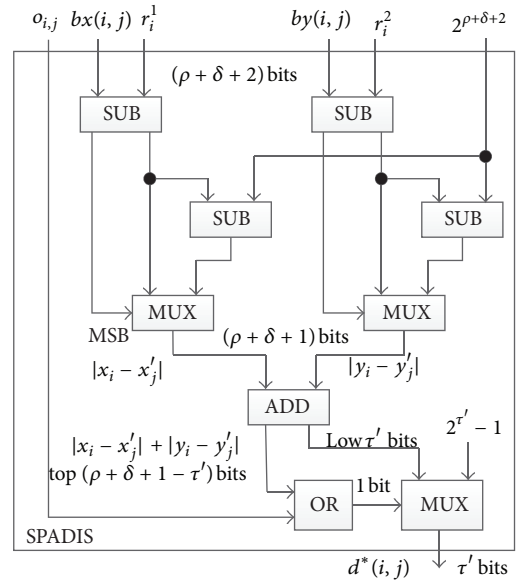 o_{i,j} bx(i, j) r_i^1 by(i, j) r_i^2 2^{ρ+δ+2}
(ρ + δ + 2) bits
SUB SUB
SUB SUB
MUX MUX
MSB
(ρ + δ + 1) bits
|x_i − x′_j| |y_i − y′_j|
ADD
|x_i − x′_j| + |y_i − y′_j|
top (ρ + δ + 1 − τ′) bits
Low τ′ bits
2^{τ′} − 1
1 bit
OR MUX
SPADIS
d*(i, j) τ′ bits